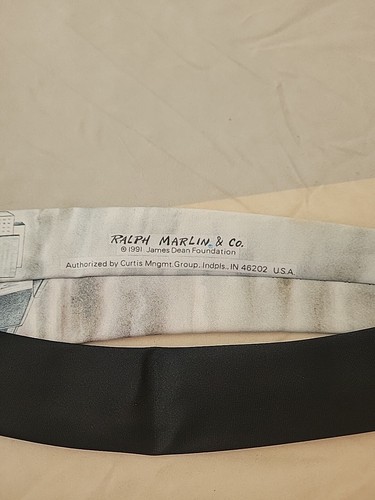 RALPH MARLIN & Co.
© 1991 James Dean Foundation
Authorized by Curtis Mngmt. Group. Indpls., IN 46202 U.S.A.